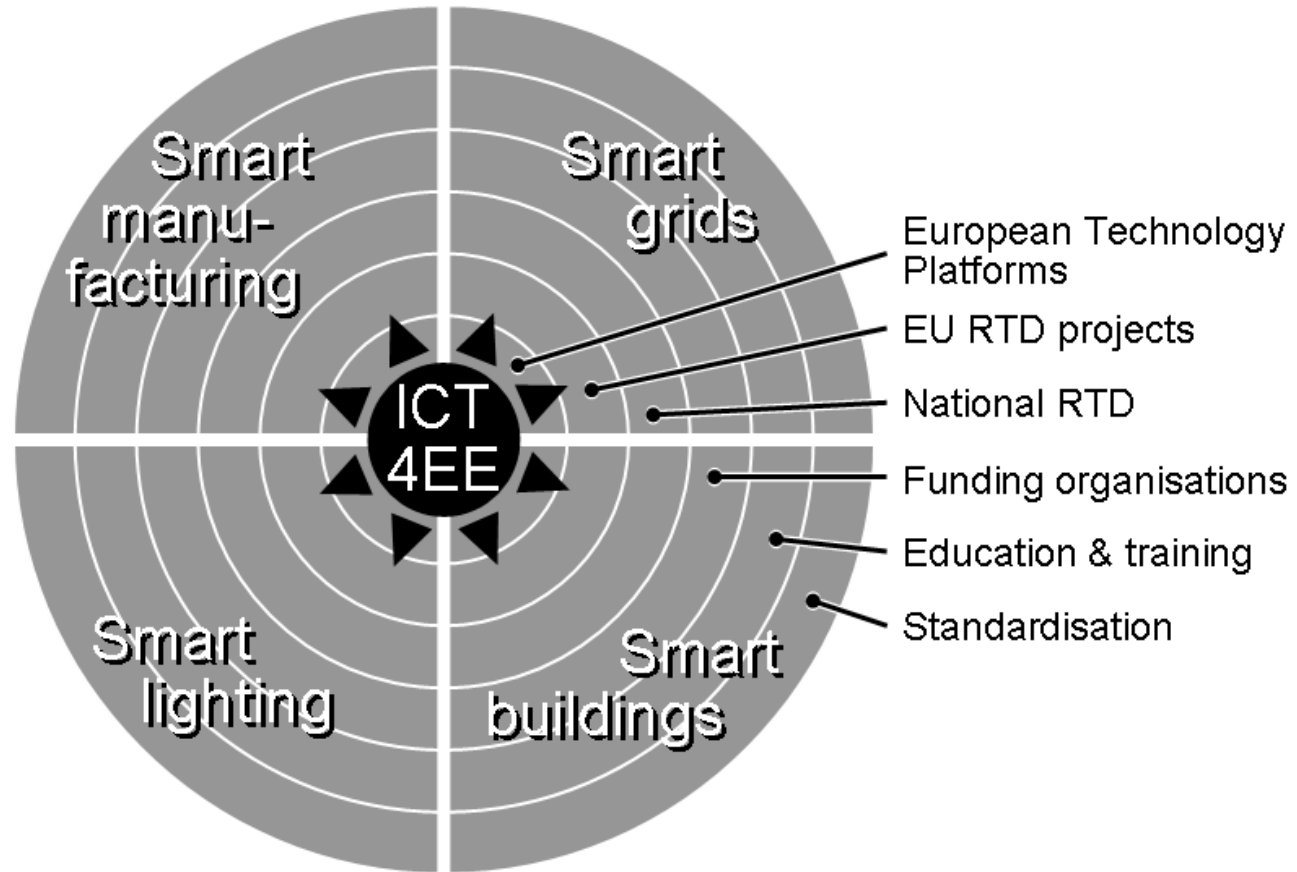 Smart
manu-
facturing
Smart
grids
ICT
4EE
Smart
lighting
Smart
buildings
European Technology
Platforms
EU RTD projects
National RTD
Funding organisations
Education & training
Standardisation